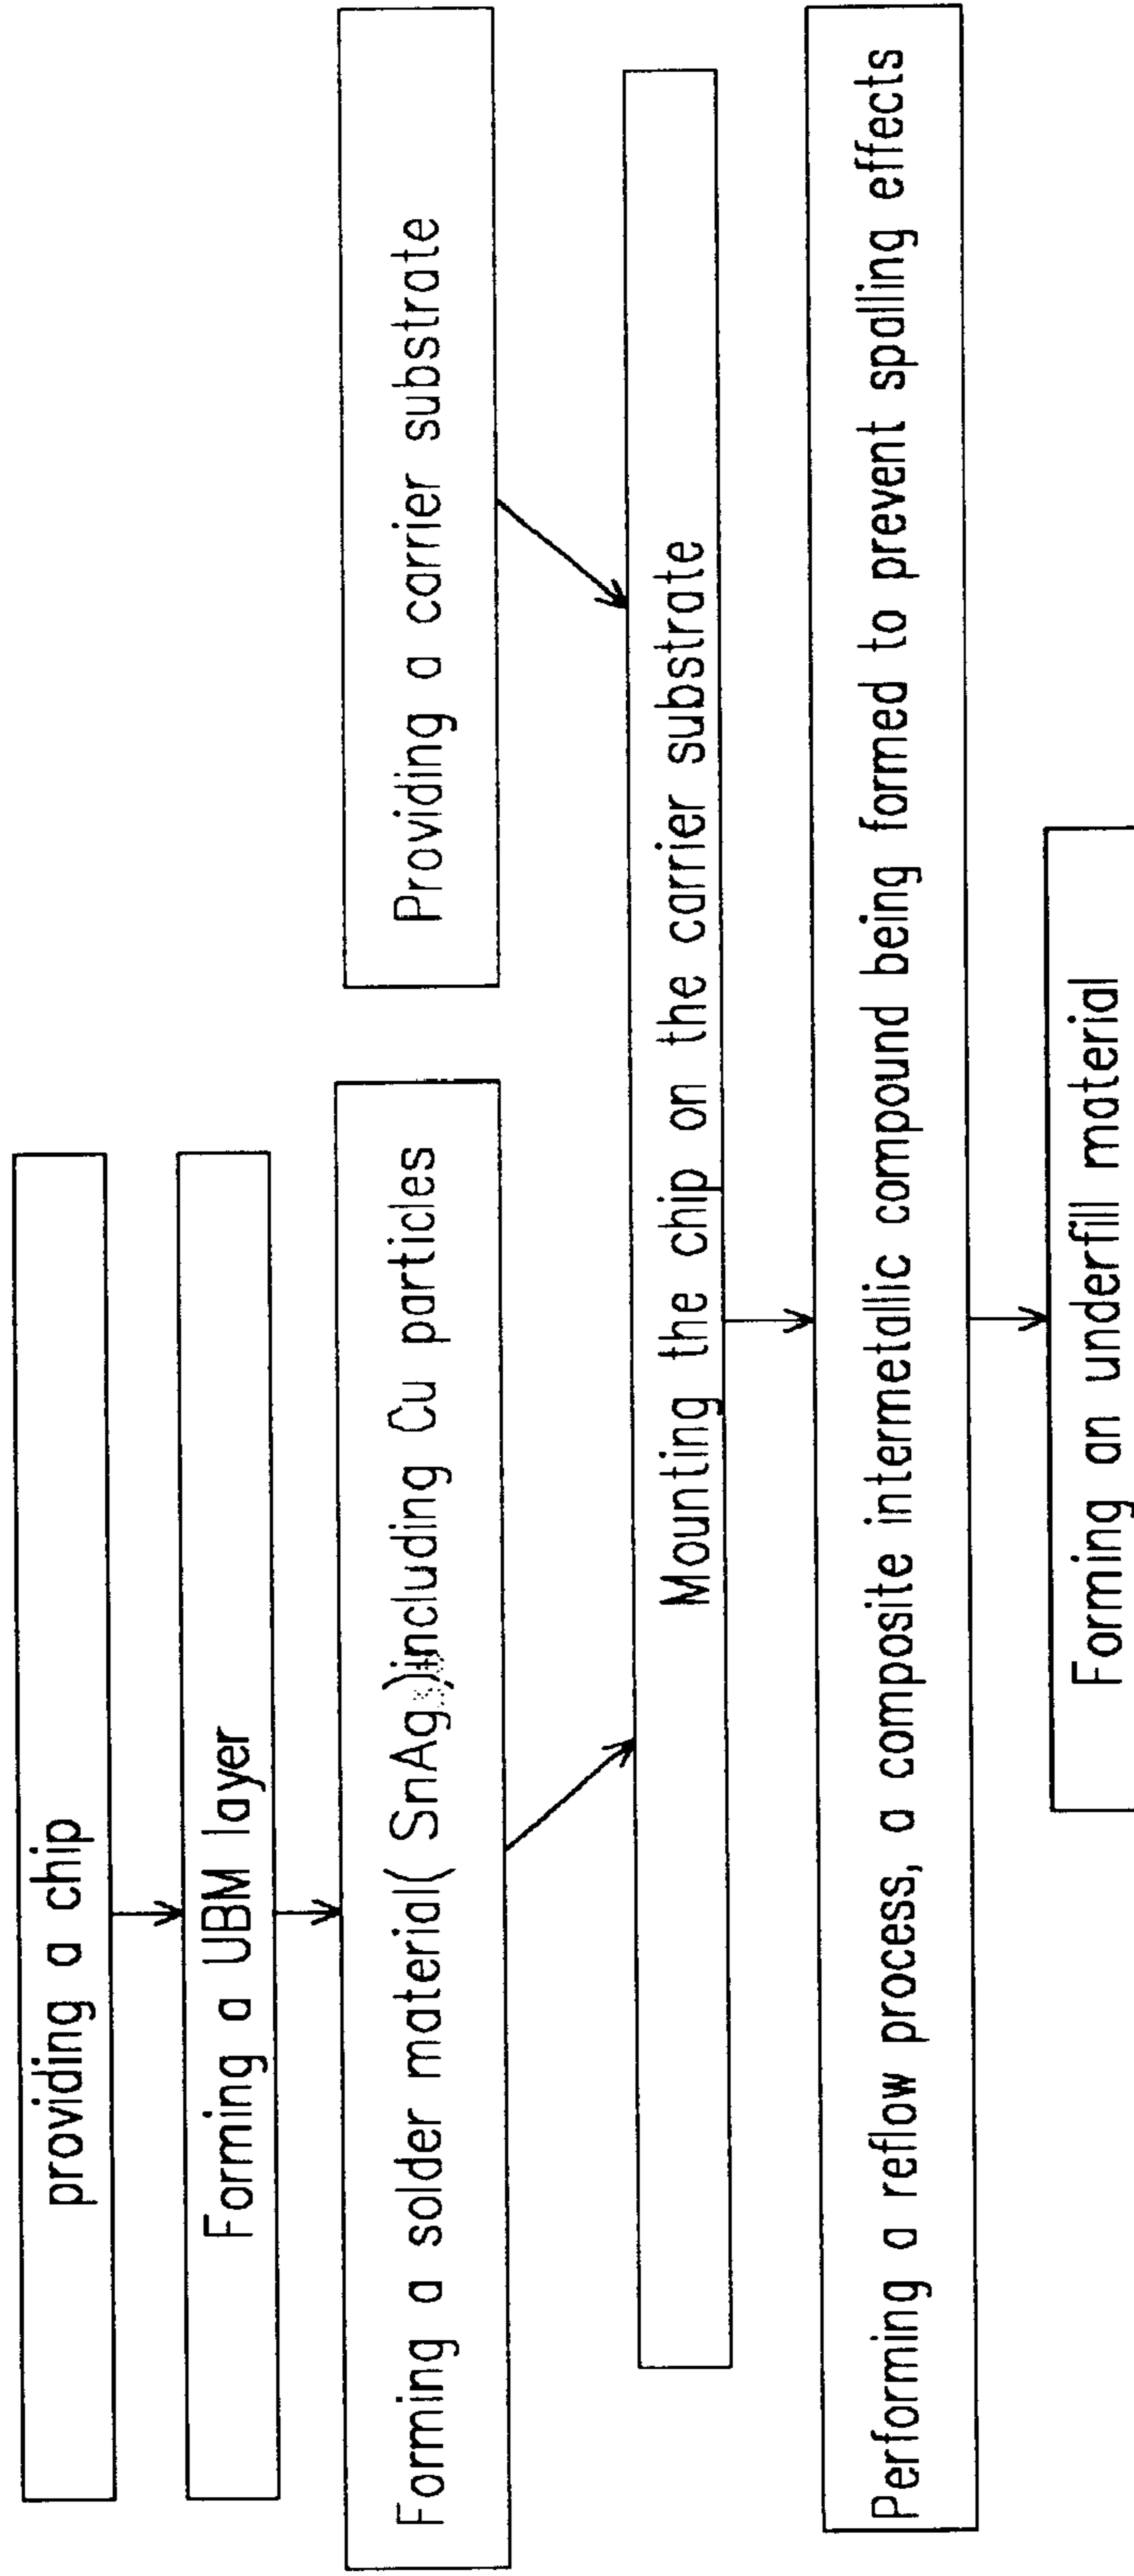 providing a chip
Forming a UBM layer
Forming a solder material( SnAg )including Cu particles
Providing a carrier substrate
Mounting the chip on the carrier substrate
Performing a reflow process, a composite intermetallic compound being formed to prevent spalling effects
Forming an underfill material